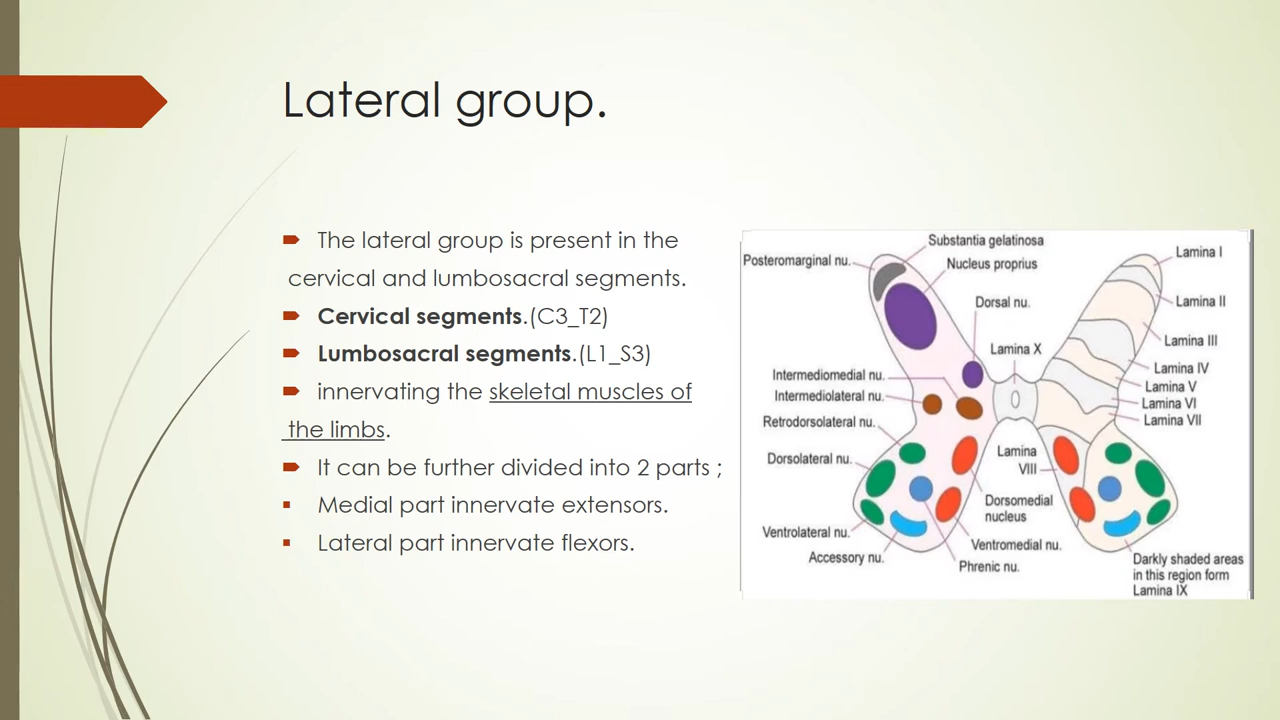 Lateral group.
The lateral group is present in the
cervical and lumbosacral segments.
Cervical segments.(C3_T2)
Lumbosacral segments.(L1_S3)
innervating the skeletal muscles of
the limbs.
It can be further divided into 2 parts ;
Medial part innervate extensors.
Lateral part innervate flexors.
Substantia gelatinosa
Posteromarginal nu.
Nucleus proprius
Dorsal nu.
Lamina X
Intermediomedial nu.
Intermediolateral nu.
Retrodorsolateral nu.
Dorsolateral nu.
Ventrolateral nu.
Accessory nu.
Phrenic nu.
Ventromedial nu.
Dorsomedial
nucleus
Lamina
VIII
Lamina I
Lamina II
Lamina III
Lamina IV
Lamina V
Lamina VI
Lamina VII
Darkly shaded areas
in this region form
Lamina IX